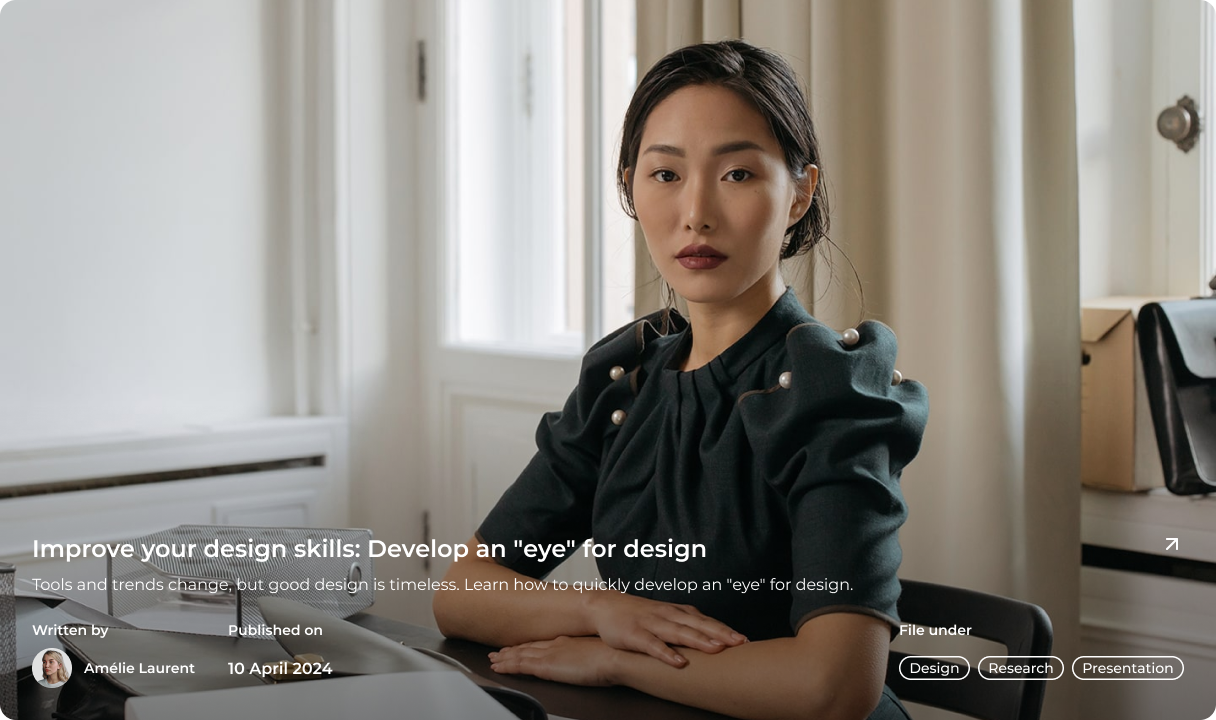 Improve your design skills: Develop an "eye" for design
Tools and trends change, but good design is timeless. Learn how to quickly develop an "eye" for design.
Written by
Amélie Laurent
Published on
10 April 2024
File under
Design
Research
Presentation